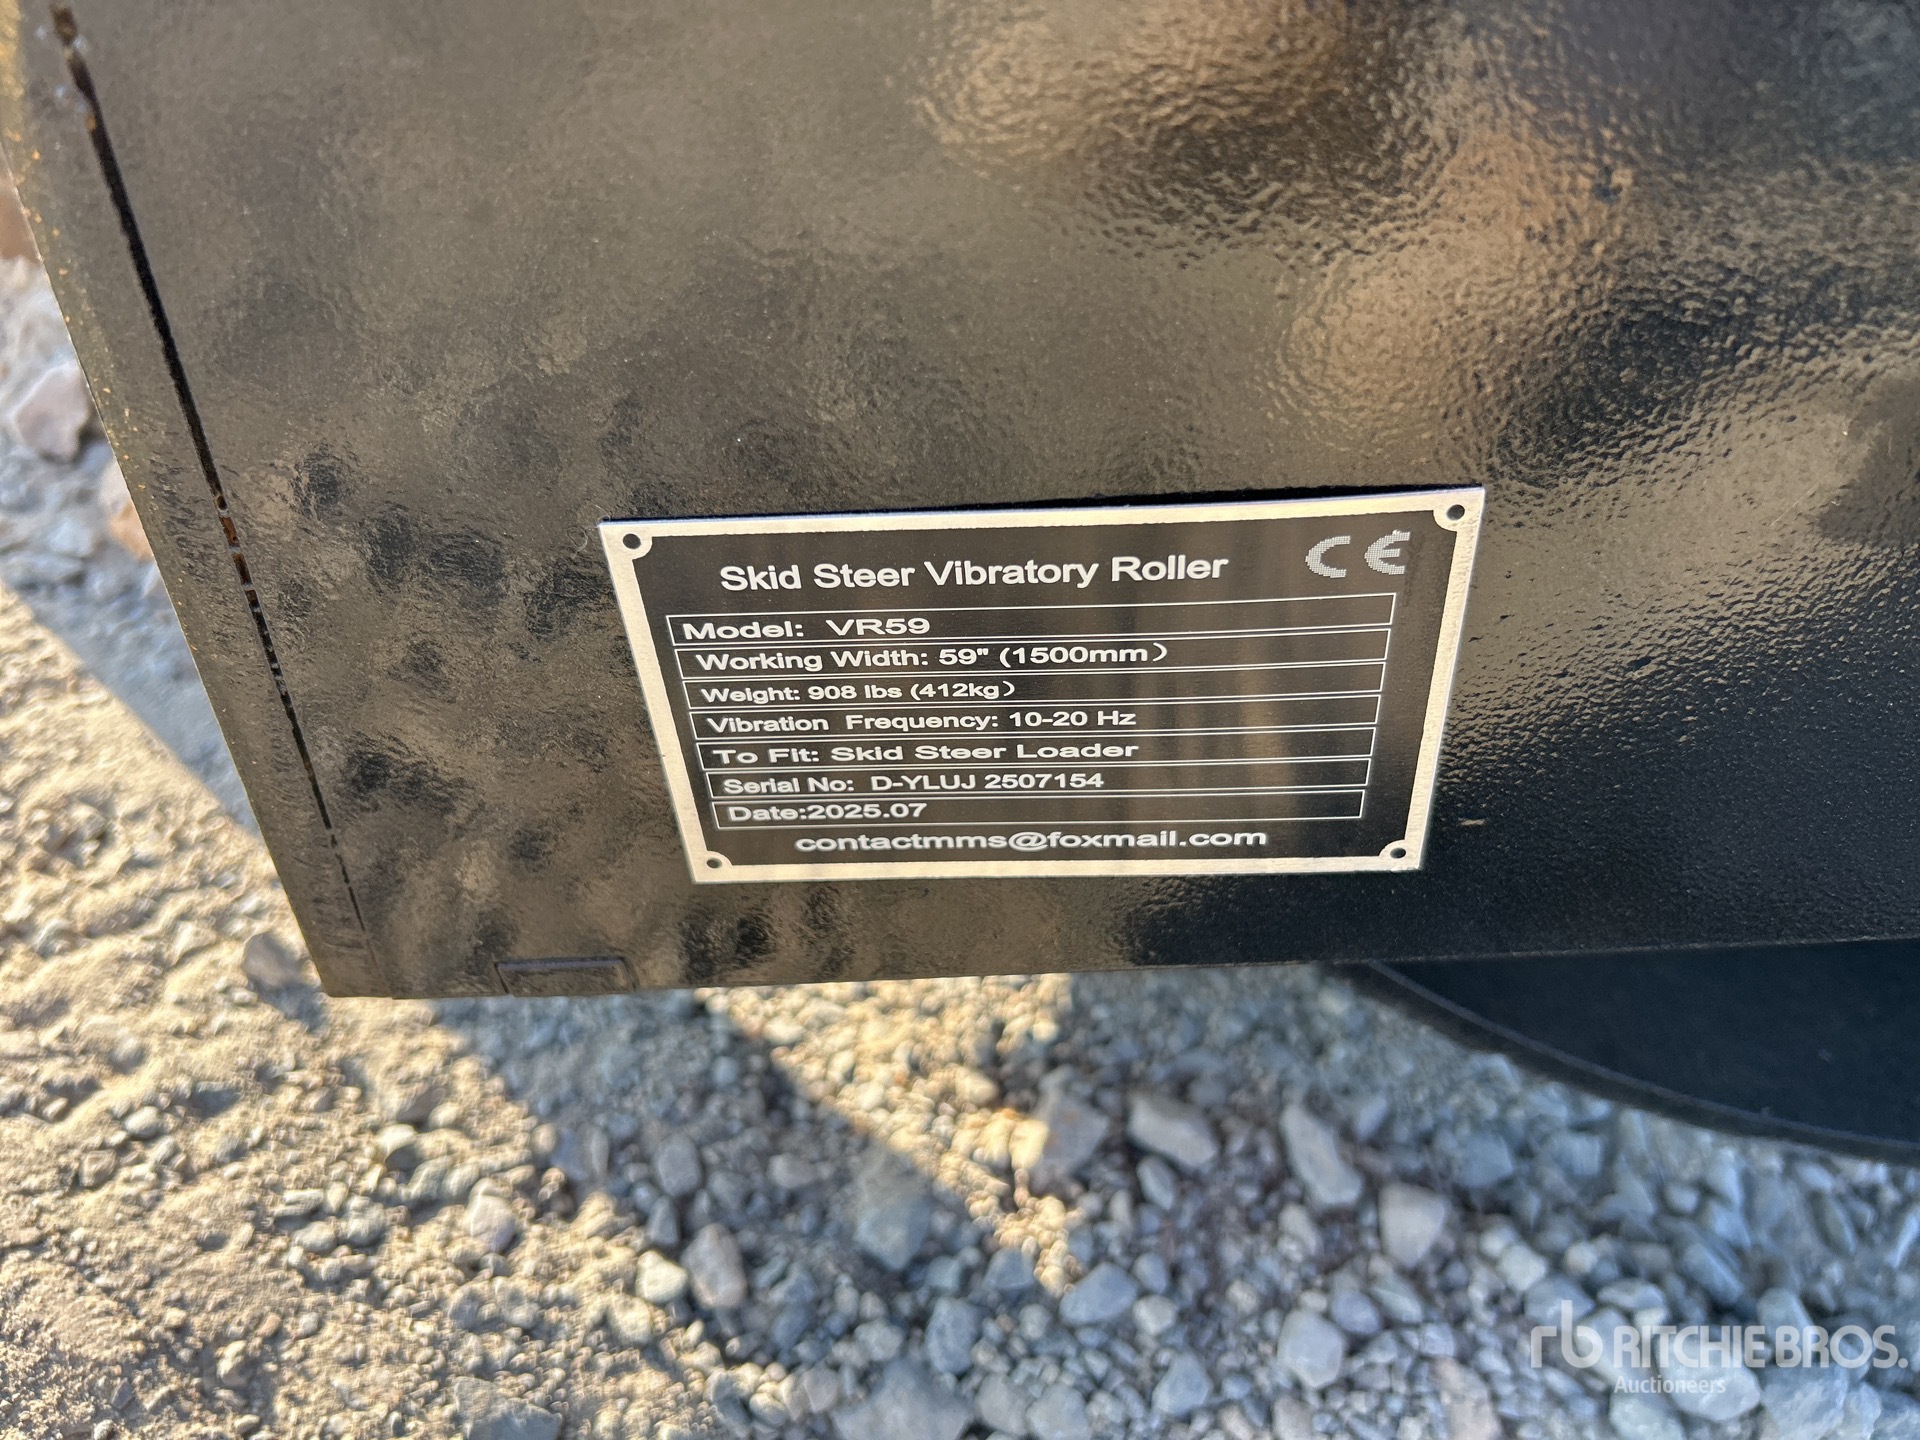 Skid Steer Vibratory Roller CE
Model: VR59
Working Width: 59" (1500mm)
Weight: 908 lbs (412kg)
Vibration Frequency: 10-20 Hz
To Fit: Skid Steer Loader
Serial No: D-YLUJ 2507154
Date:2025.07
contactmms@foxmail.com
rb RITCHIE BROS.
Auctioneers